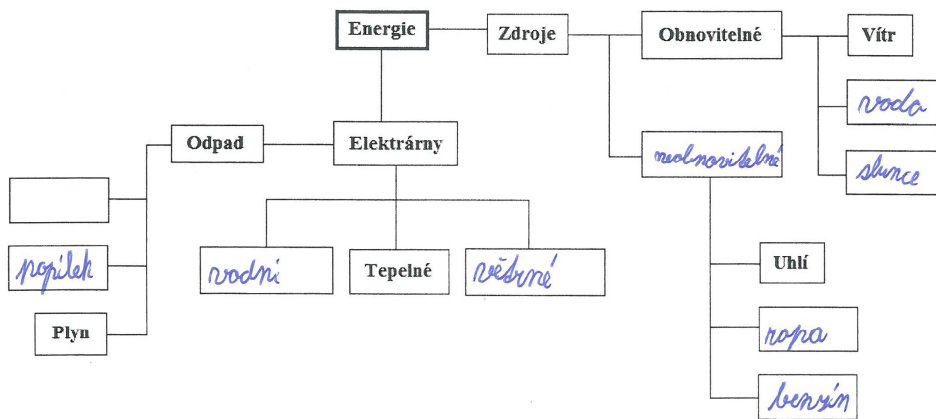 Energie
Zdroje
Obnovitelné
Vítr
voda
slunce
neobnovitelné
Uhlí
ropa
benzín
Elektrárny
vodní
Tepelné
větrné
Odpad
popílek
Plyn